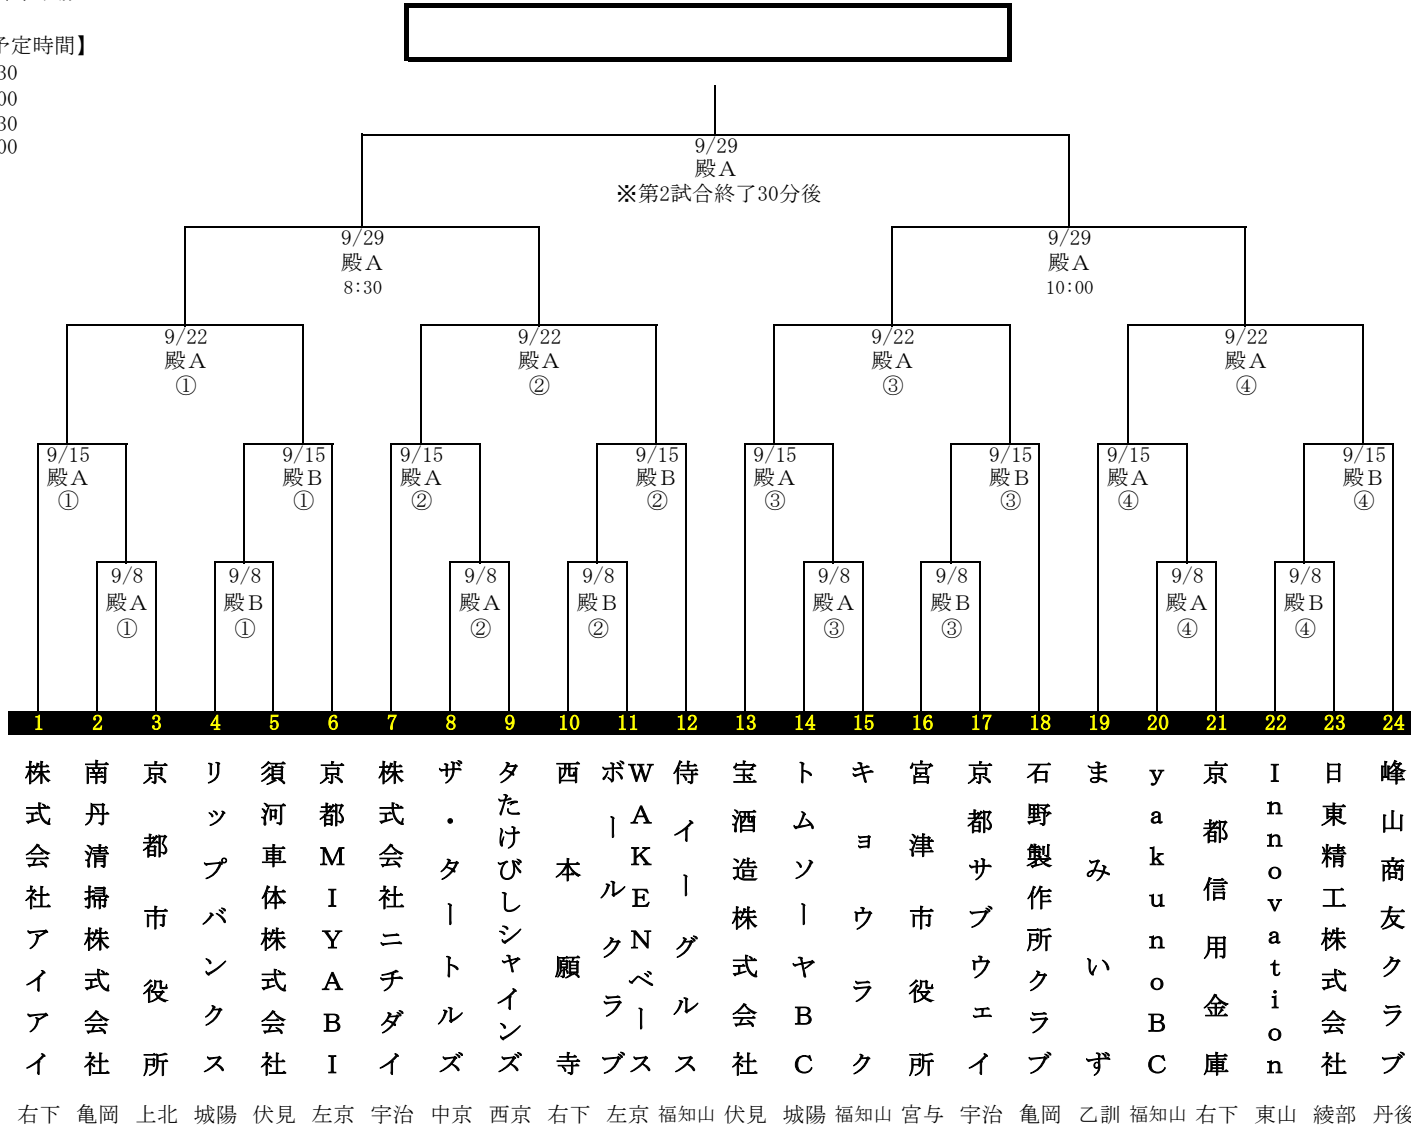 予定時間】
30
00
30
00
9/29
殿A
※第2試合終了30分後
9/29
殿A
8:30
9/29
殿A
10:00
9/22
殿A
①
9/22
殿A
②
9/22
殿A
③
9/22
殿A
④
9/15
殿A
①
9/15
殿B
①
9/15
殿A
②
9/15
殿B
②
9/15
殿A
③
9/15
殿B
③
9/15
殿A
④
9/15
殿B
④
9/8
殿A
①
9/8
殿B
①
9/8
殿A
②
9/8
殿B
②
9/8
殿A
③
9/8
殿B
③
9/8
殿A
④
9/8
殿B
④
1 2 3 4 5 6 7 8 9 10 11 12 13 14 15 16 17 18 19 20 21 22 23 24
株式会社アイアイ
南丹清掃株式会社
京都市役所
リップバンクス
須河車体株式会社
京都MIYABI
株式会社ニチダイ
ザ・タートルズ
たけびしシャインズ
西本願寺
WAKENベース
ボールクラブ
侍イーグルス
宝酒造株式会社
トムソーヤBC
キョウラク
宮津市役所
京都サブウェイ
石野製作所クラブ
まみいず
yakunoBC
京都信用金庫
Innovation
日東精工株式会社
峰山商友クラブ
右下 亀岡 上北 城陽 伏見 左京 宇治 中京 西京 右下 左京 福知山 伏見 城陽 福知山 宮与 宇治 亀岡 乙訓 福知山 右下 東山 綾部 丹後